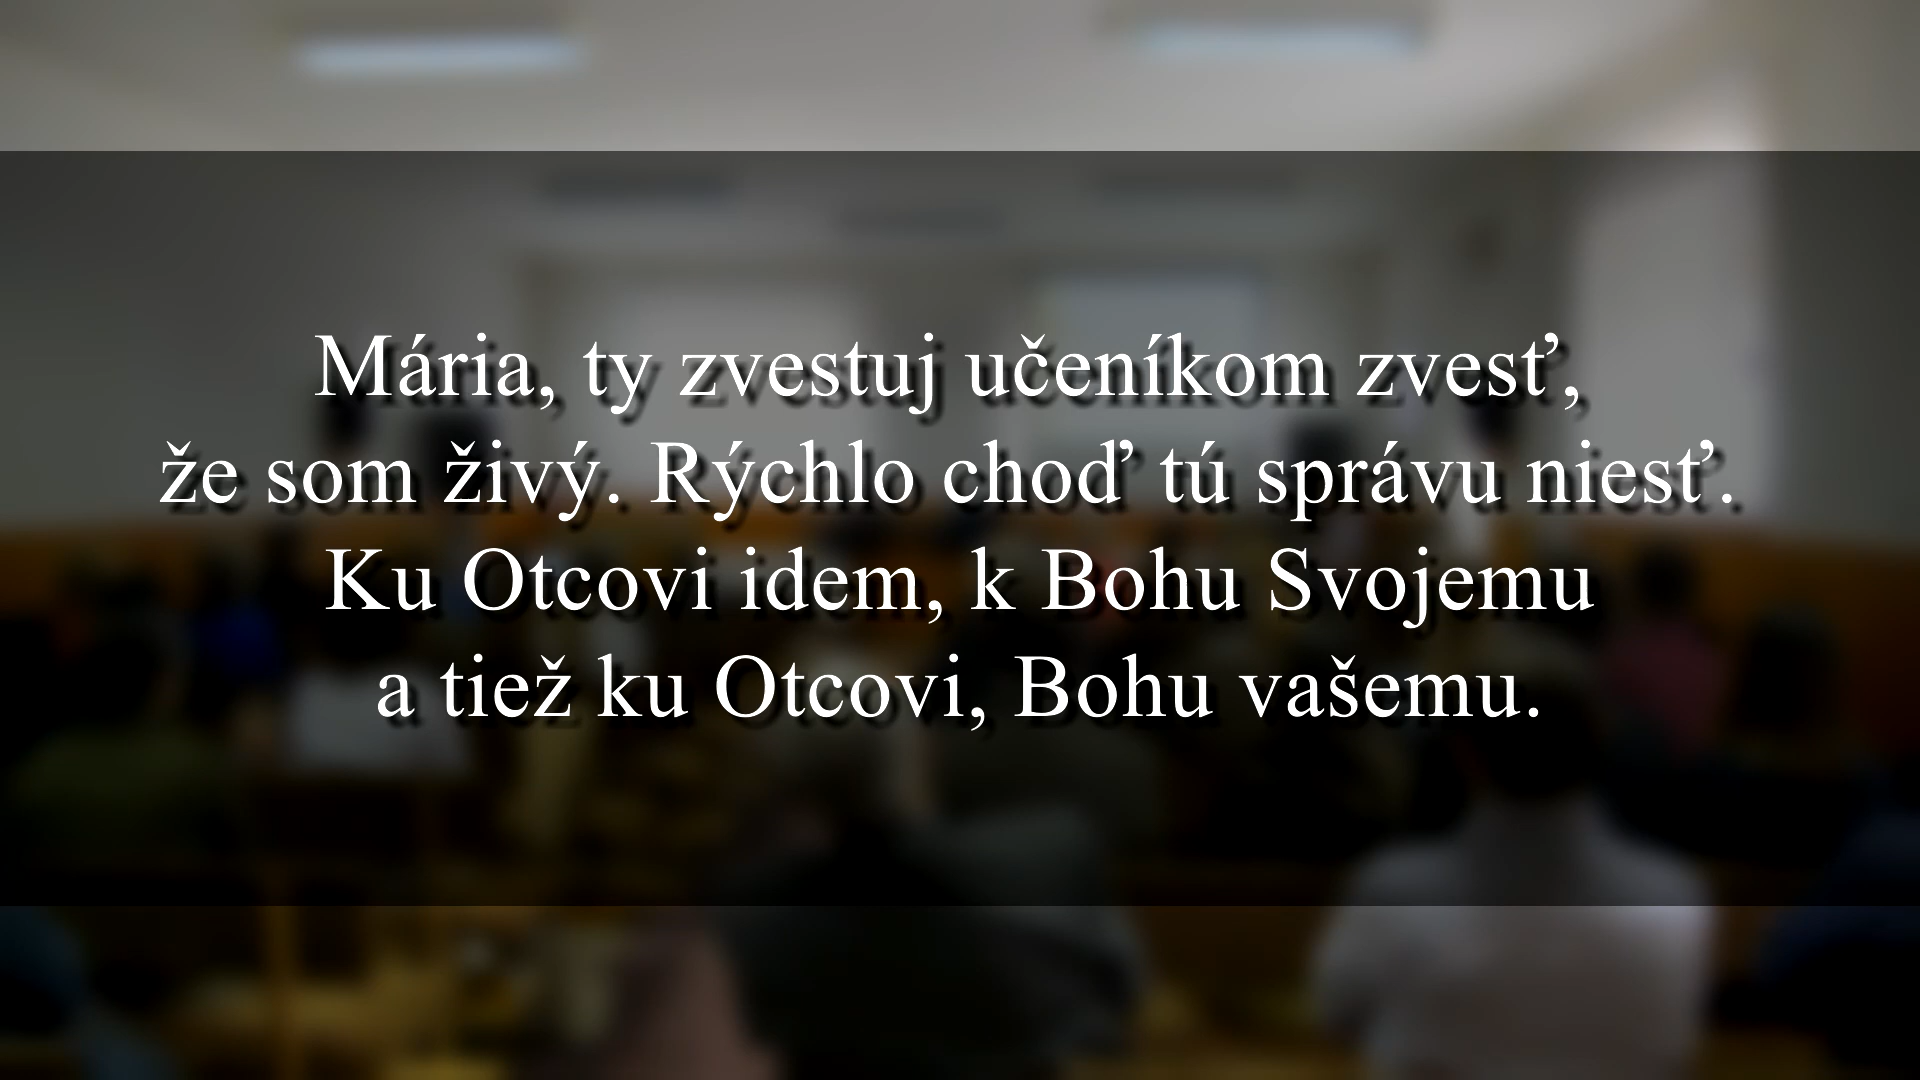 Mária, ty zvestuj učeníkom zvesť,
že som živý. Rýchlo choď tú správu niesť.
Ku Otcovi idem, k Bohu Svojemu
a tiež ku Otcovi, Bohu vašemu.